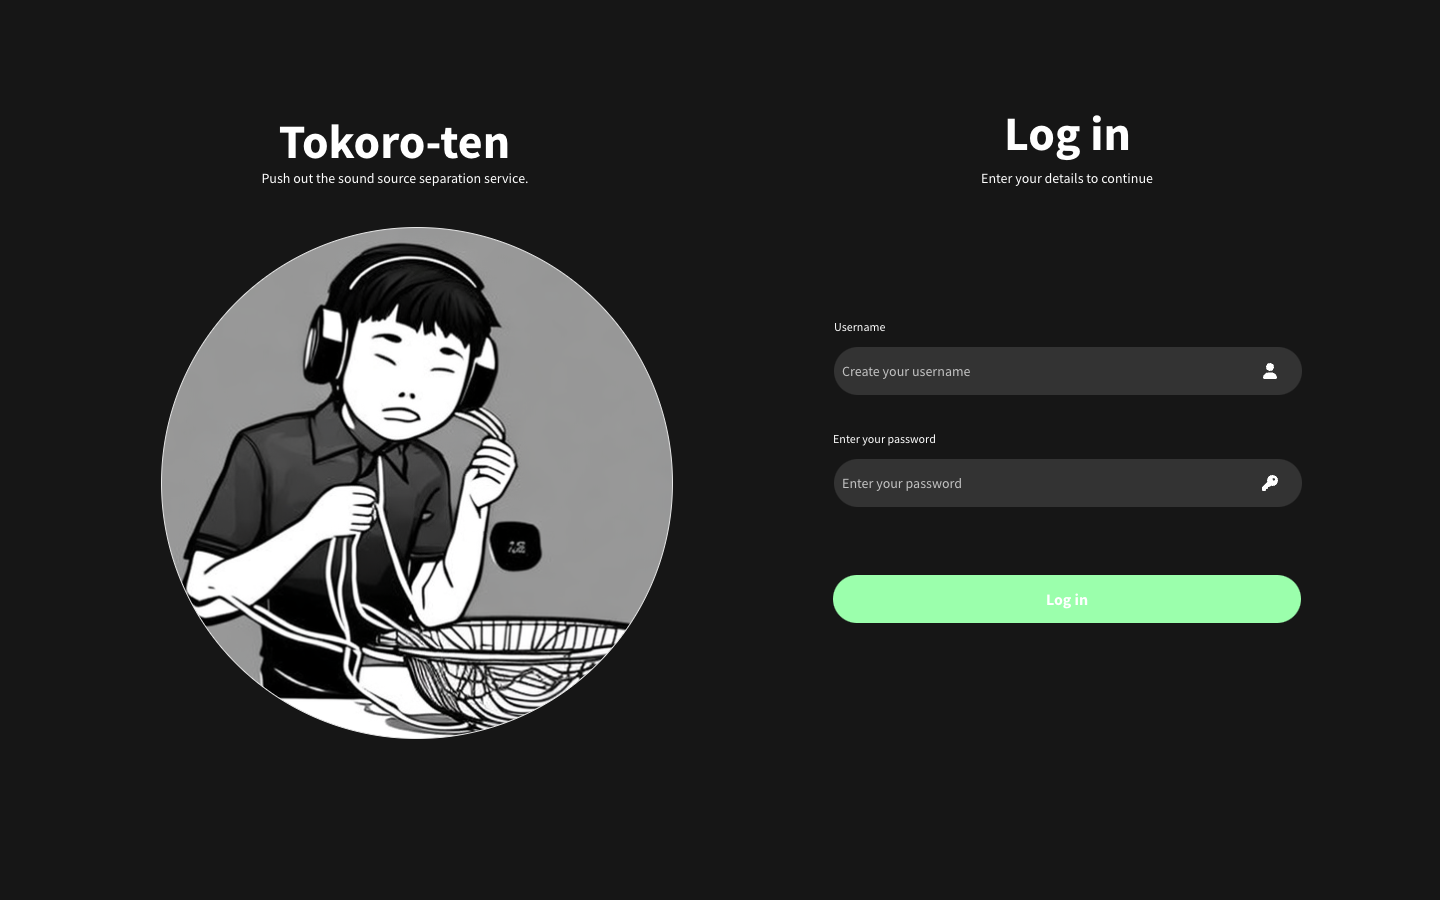 Tokoro-ten
Push out the sound source separation service.
Log in
Enter your details to continue
Username
Create your username
Enter your password
Enter your password
Log in